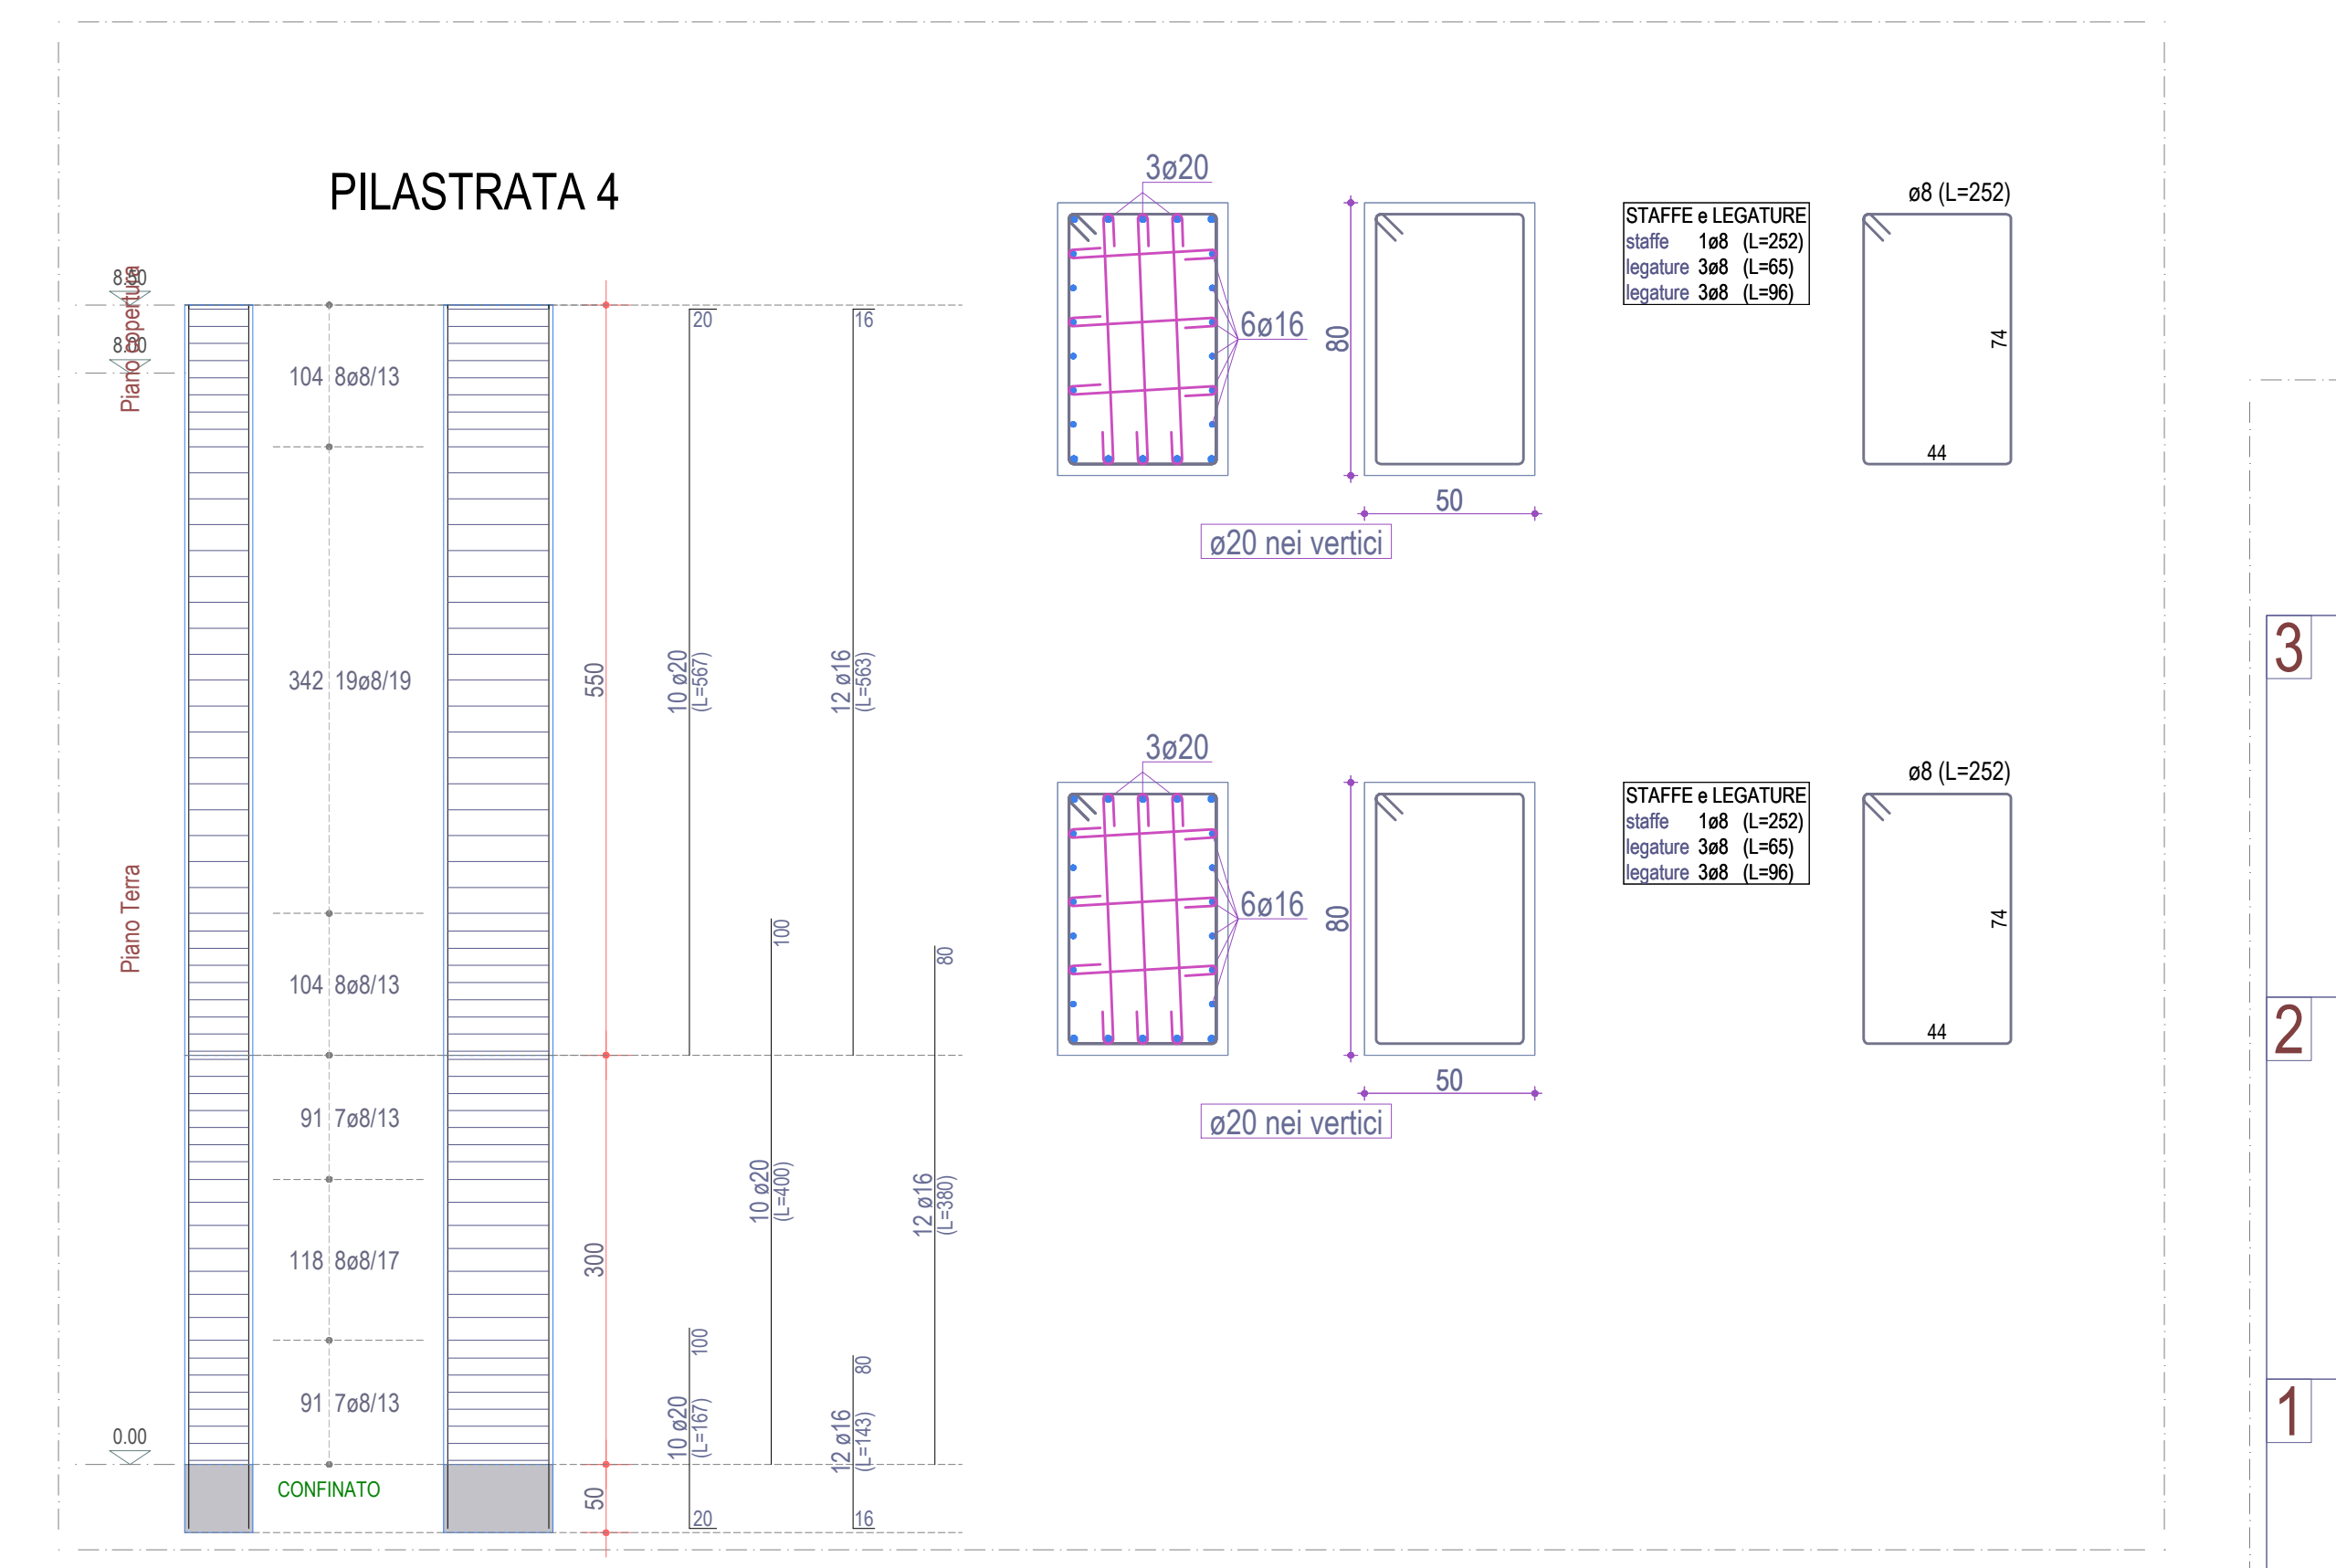 PILASTRATA 4
8.50
8.00
Piano copertura
Piano Terra
0.00
104 8ø8/13
342 19ø8/19
104 8ø8/13
91 7ø8/13
118 8ø8/17
91 7ø8/13
CONFINATO
550
300
50
20
10 ø20
(L=567)
16
12 ø16
(L=563)
100
10 ø20
(L=400)
80
12 ø16
(L=380)
100
10 ø20
(L=167)
20
80
12 ø16
(L=143)
16
3ø20
6ø16
80
50
ø20 nei vertici
STAFFE e LEGATURE
staffe 1ø8 (L=252)
legature 3ø8 (L=65)
legature 3ø8 (L=96)
ø8 (L=252)
74
44
3ø20
6ø16
80
50
ø20 nei vertici
STAFFE e LEGATURE
staffe 1ø8 (L=252)
legature 3ø8 (L=65)
legature 3ø8 (L=96)
ø8 (L=252)
74
44
3
2
1